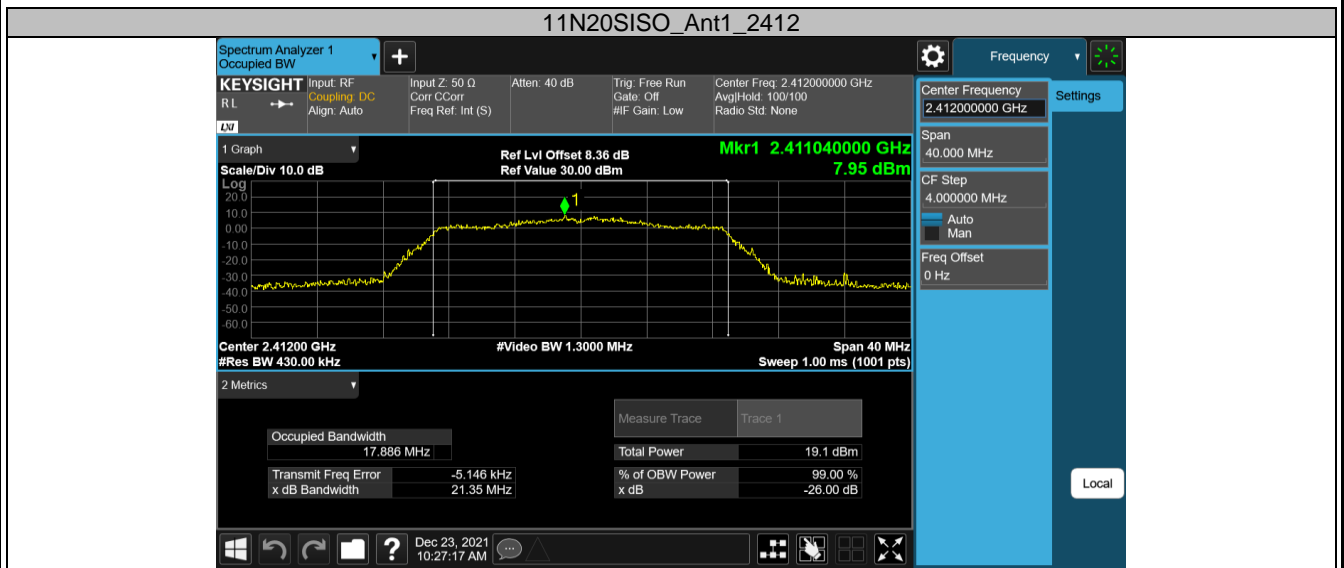 11N20SISO_Ant1_2412
Spectrum Analyzer 1
Occupied BW
+
Frequency
KEYSIGHT
R L
LXI
Input: RF
Coupling: DC
Align: Auto
Input Z: 50 Ω
Corr CCorr
Freq Ref: Int (S)
Atten: 40 dB
Trig: Free Run
Gate: Off
#IF Gain: Low
Center Freq: 2.412000000 GHz
Avg|Hold: 100/100
Radio Std: None
Center Frequency
2.412000000 GHz
Settings
Span
40.000 MHz
CF Step
4.000000 MHz
Auto
Man
Freq Offset
0 Hz
Local
1 Graph
Scale/Div 10.0 dB
Ref Lvl Offset 8.36 dB
Ref Value 30.00 dBm
Mkr1 2.411040000 GHz
7.95 dBm
Log
20.0
10.0
0.00
-10.0
-20.0
-30.0
-40.0
-50.0
-60.0
1
Center 2.41200 GHz
#Res BW 430.00 kHz
#Video BW 1.3000 MHz
Span 40 MHz
Sweep 1.00 ms (1001 pts)
2 Metrics
Measure Trace Trace 1
Occupied Bandwidth
17.886 MHz
Total Power 19.1 dBm
Transmit Freq Error -5.146 kHz
% of OBW Power 99.00 %
x dB Bandwidth 21.35 MHz
x dB -26.00 dB
?
Dec 23, 2021
10:27:17 AM